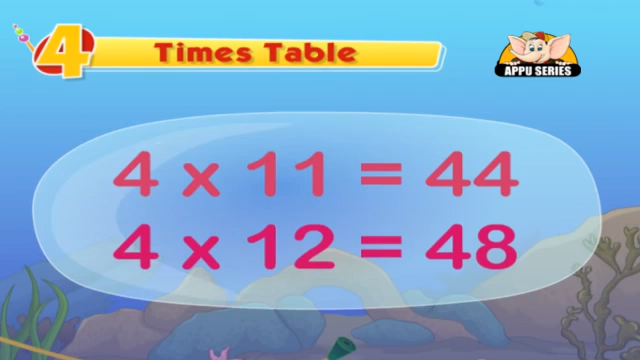 4 Times Table
APPU SERIES
4 x 11 = 44
4 x 12 = 48